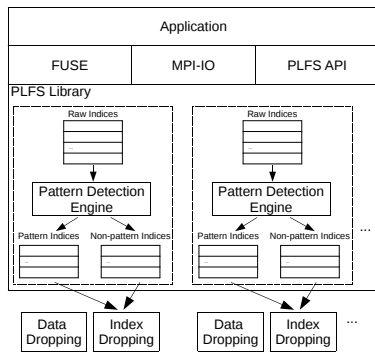 Application
FUSE
MPI-IO
PLFS API
PLFS Library
Raw Indices
...
Pattern Detection
Engine
Pattern Indices
Non-pattern Indices
...
Raw Indices
...
Pattern Detection
Engine
Pattern Indices
Non-pattern Indices
...
...
Data
Dropping
Index
Dropping
Data
Dropping
Index
Dropping
...